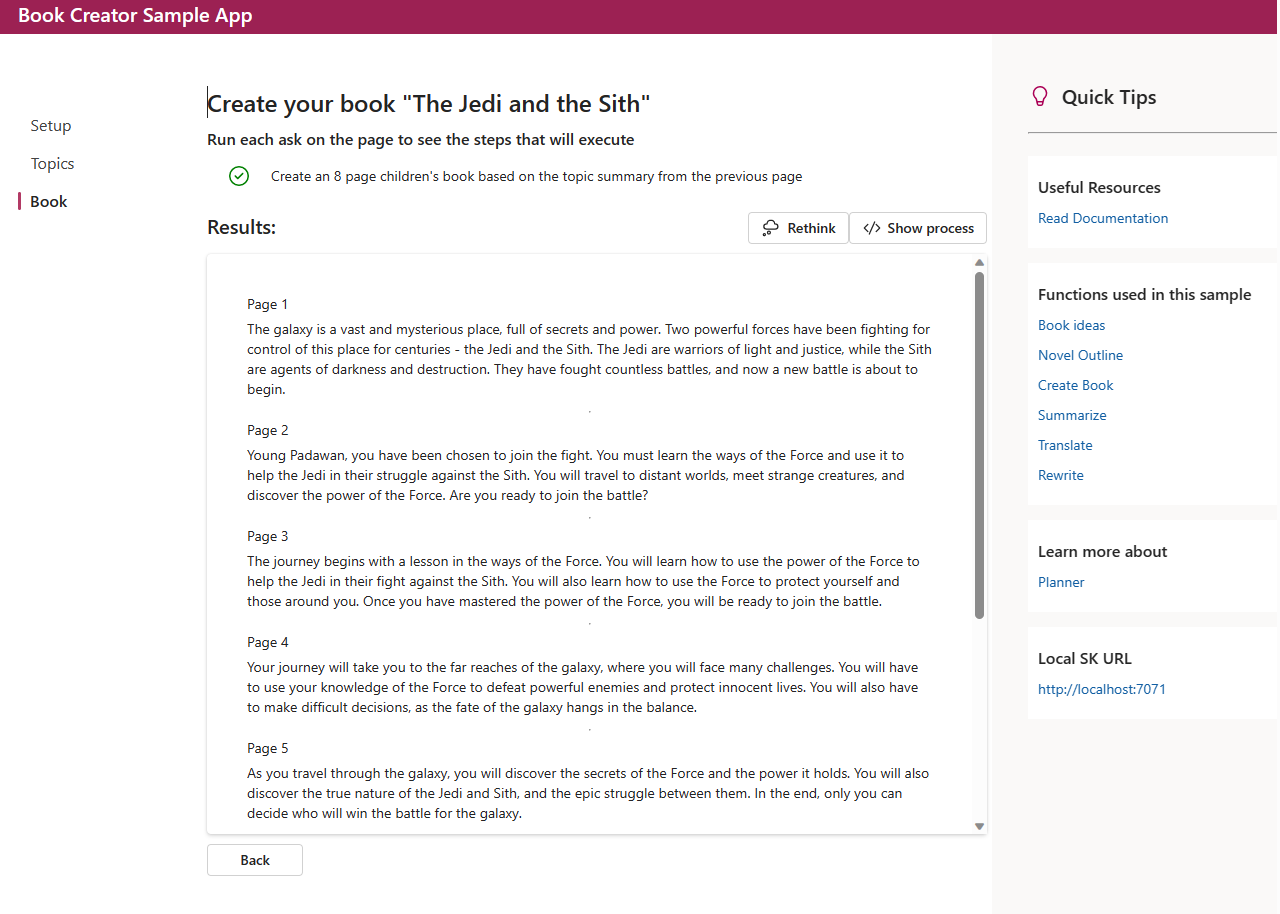 Book Creator Sample App
Setup
Topics
Book
Create your book "The Jedi and the Sith"
Run each ask on the page to see the steps that will execute
Create an 8 page children's book based on the topic summary from the previous page
Results:
Rethink
</> Show process
Page 1
The galaxy is a vast and mysterious place, full of secrets and power. Two powerful forces have been fighting for
control of this place for centuries - the Jedi and the Sith. The Jedi are warriors of light and justice, while the Sith
are agents of darkness and destruction. They have fought countless battles, and now a new battle is about to
begin.
Page 2
Young Padawan, you have been chosen to join the fight. You must learn the ways of the Force and use it to
help the Jedi in their struggle against the Sith. You will travel to distant worlds, meet strange creatures, and
discover the power of the Force. Are you ready to join the battle?
Page 3
The journey begins with a lesson in the ways of the Force. You will learn how to use the power of the Force to
help the Jedi in their fight against the Sith. You will also learn how to use the Force to protect yourself and
those around you. Once you have mastered the power of the Force, you will be ready to join the battle.
Page 4
Your journey will take you to the far reaches of the galaxy, where you will face many challenges. You will have
to use your knowledge of the Force to defeat powerful enemies and protect innocent lives. You will also have
to make difficult decisions, as the fate of the galaxy hangs in the balance.
Page 5
As you travel through the galaxy, you will discover the secrets of the Force and the power it holds. You will also
discover the true nature of the Jedi and Sith, and the epic struggle between them. In the end, only you can
decide who will win the battle for the galaxy.
Back
Quick Tips
Useful Resources
Read Documentation
Functions used in this sample
Book ideas
Novel Outline
Create Book
Summarize
Translate
Rewrite
Learn more about
Planner
Local SK URL
http://localhost:7071